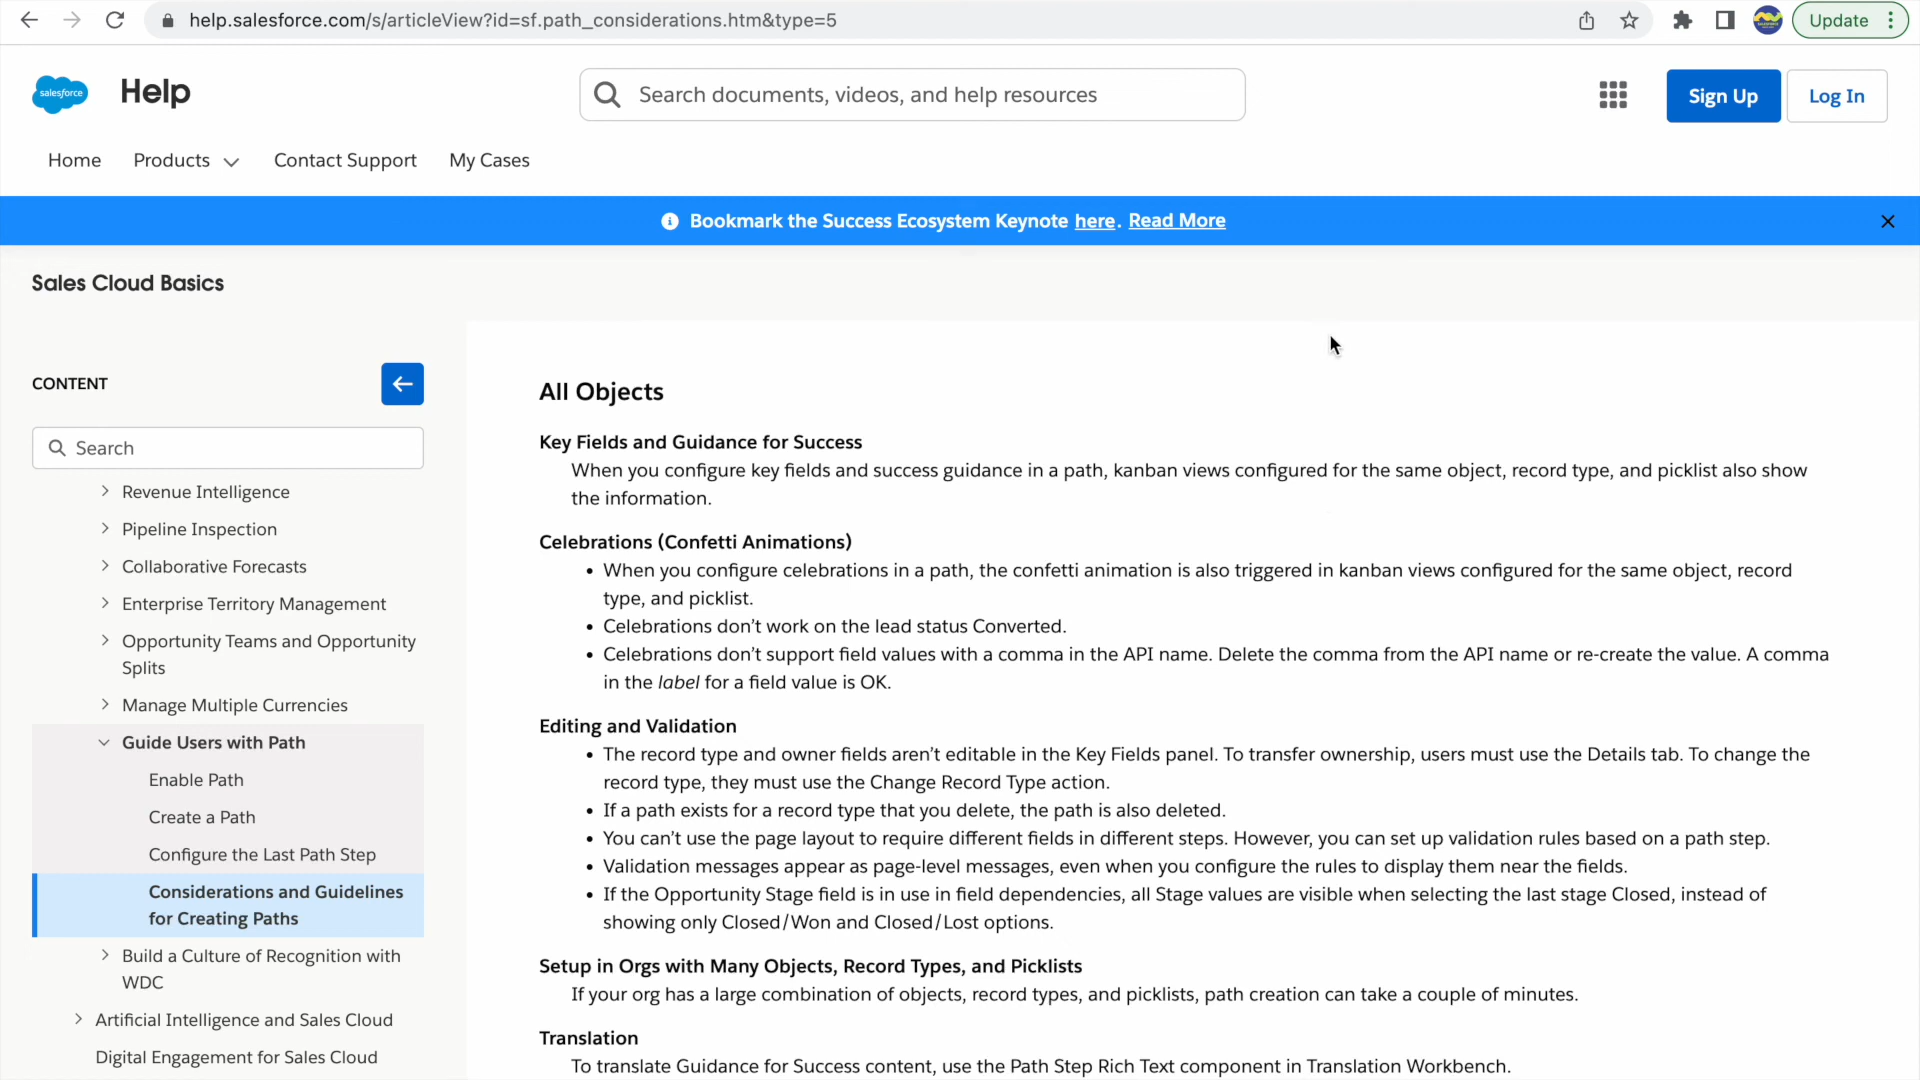 help.salesforce.com/s/articleView?id=sf.path_considerations.htm&type=5
Update
salesforce
Help
Search documents, videos, and help resources
Sign Up
Log In
Home
Products
Contact Support
My Cases
Bookmark the Success Ecosystem Keynote here. Read More
Sales Cloud Basics
CONTENT
Search
Revenue Intelligence
Pipeline Inspection
Collaborative Forecasts
Enterprise Territory Management
Opportunity Teams and Opportunity
Splits
Manage Multiple Currencies
Guide Users with Path
Enable Path
Create a Path
Configure the Last Path Step
Considerations and Guidelines
for Creating Paths
Build a Culture of Recognition with
WDC
Artificial Intelligence and Sales Cloud
Digital Engagement for Sales Cloud
All Objects
Key Fields and Guidance for Success
When you configure key fields and success guidance in a path, kanban views configured for the same object, record type, and picklist also show
the information.
Celebrations (Confetti Animations)
• When you configure celebrations in a path, the confetti animation is also triggered in kanban views configured for the same object, record
type, and picklist.
• Celebrations don’t work on the lead status Converted.
• Celebrations don’t support field values with a comma in the API name. Delete the comma from the API name or re-create the value. A comma
in the label for a field value is OK.
Editing and Validation
• The record type and owner fields aren’t editable in the Key Fields panel. To transfer ownership, users must use the Details tab. To change the
record type, they must use the Change Record Type action.
• If a path exists for a record type that you delete, the path is also deleted.
• You can’t use the page layout to require different fields in different steps. However, you can set up validation rules based on a path step.
• Validation messages appear as page-level messages, even when you configure the rules to display them near the fields.
• If the Opportunity Stage field is in use in field dependencies, all Stage values are visible when selecting the last stage Closed, instead of
showing only Closed/Won and Closed/Lost options.
Setup in Orgs with Many Objects, Record Types, and Picklists
If your org has a large combination of objects, record types, and picklists, path creation can take a couple of minutes.
Translation
To translate Guidance for Success content, use the Path Step Rich Text component in Translation Workbench.